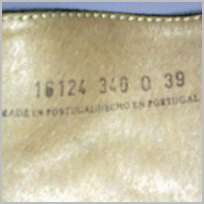 16124 340 0 39
MADE IN PORTUGAL HECHO EN PORTUGAL